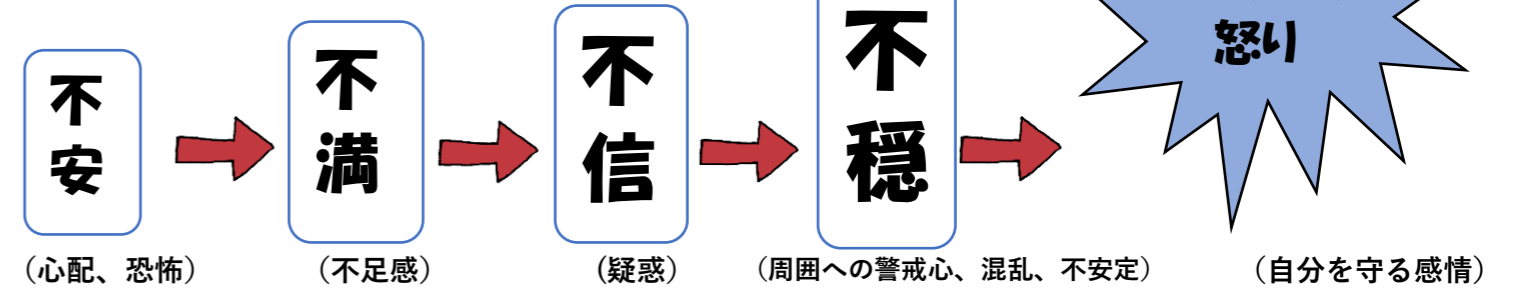 不安
不満
不信
不穏
怒り
（心配、恐怖）
（不足感）
（疑惑）
（周囲への警戒心、混乱、不安定）
（自分を守る感情）